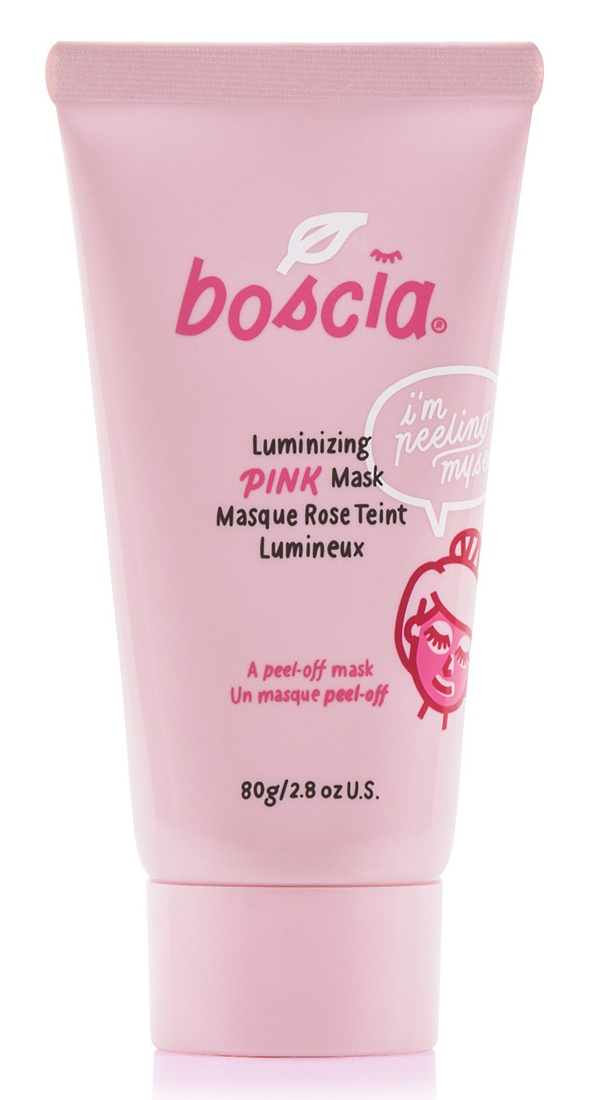 boscia®
i'm
peeling
Luminizing
PINK Mask
Masque Rose Teint
Lumineux
A peel-off mask
Un masque peel-off
80g/2.8 oz U.S.